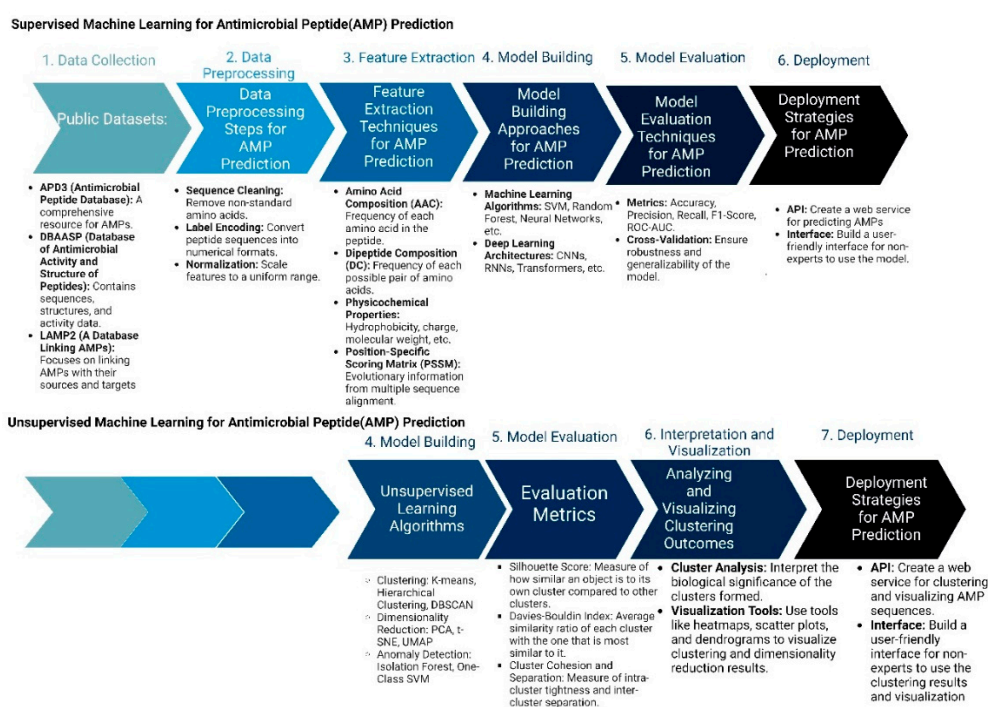 Supervised Machine Learning for Antimicrobial Peptide(AMP) Prediction
1. Data Collection
Public Datasets:
• APD3 (Antimicrobial
Peptide Database): A
comprehensive
resource for AMPs.
• DBAASP (Database
of Antimicrobial
Activity and
Structure of
Peptides): Contains
sequences,
structures, and
activity data.
• LAMP2 (A Database
Linking AMPs):
Focuses on linking
AMPs with their
sources and targets
2. Data
Preprocessing
Data
Preprocessing
Steps for
AMP
Prediction
• Sequence Cleaning:
Remove non-standard
amino acids.
• Label Encoding: Convert
peptide sequences into
numerical formats.
• Normalization: Scale
features to a uniform range.
3. Feature Extraction
Feature
Extraction
Techniques
for AMP
Prediction
• Amino Acid
Composition (AAC):
Frequency of each
amino acid in the
peptide.
• Dipeptide Composition
(DC): Frequency of each
possible pair of amino
acids.
• Physicochemical
Properties:
Hydrophobicity, charge,
molecular weight, etc.
• Position-Specific
Scoring Matrix (PSSM):
Evolutionary information
from multiple sequence
alignment.
4. Model Building
Model
Building
Approaches
for AMP
Prediction
• Machine Learning
Algorithms: SVM, Random
Forest, Neural Networks,
etc.
• Deep Learning
Architectures: CNNs,
RNNs, Transformers, etc.
5. Model Evaluation
Model
Evaluation
Techniques
for AMP
Prediction
• Metrics: Accuracy,
Precision, Recall, F1-Score,
ROC-AUC.
• Cross-Validation: Ensure
robustness and
generalizability of the
model.
6. Deployment
Deployment
Strategies
for AMP
Prediction
• API: Create a web service
for predicting AMPs
• Interface: Build a user-
friendly interface for non-
experts to use the model.
Unsupervised Machine Learning for Antimicrobial Peptide(AMP) Prediction
4. Model Building
Unsupervised
Learning
Algorithms
◦ Clustering: K-means,
Hierarchical
Clustering, DBSCAN
◦ Dimensionality
Reduction: PCA, t-
SNE, UMAP
◦ Anomaly Detection:
Isolation Forest, One-
Class SVM
5. Model Evaluation
Evaluation
Metrics
▪ Silhouette Score: Measure of
how similar an object is to its
own cluster compared to other
clusters.
▪ Davies-Bouldin Index: Average
similarity ratio of each cluster
with the one that is most
similar to it.
▪ Cluster Cohesion and
Separation: Measure of intra-
cluster tightness and inter-
cluster separation.
6. Interpretation and
Visualization
Analyzing
and
Visualizing
Clustering
Outcomes
• Cluster Analysis: Interpret the
biological significance of the
clusters formed.
• Visualization Tools: Use tools
like heatmaps, scatter plots,
and dendrograms to visualize
clustering and dimensionality
reduction results.
7. Deployment
Deployment
Strategies
for AMP
Prediction
• API: Create a web
service for clustering
and visualizing AMP
sequences.
• Interface: Build a
user-friendly
interface for non-
experts to use the
clustering results
and visualization